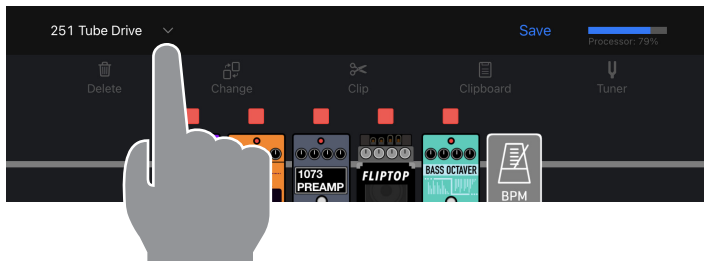 251 Tube Drive
Save
Processor: 79%
Delete
Change
Clip
Clipboard
Tuner
1073
PREAMP
FLIPTOP
BASS OCTAVER
BPM